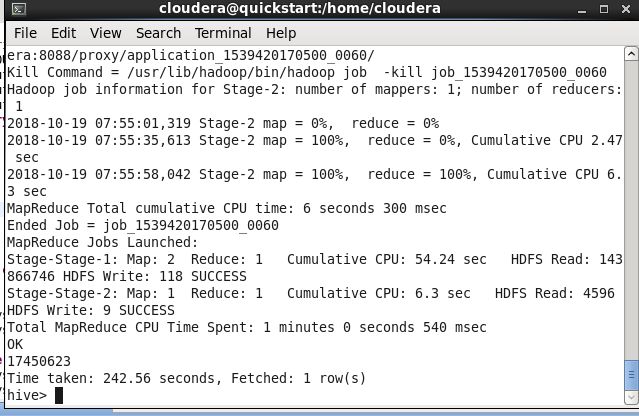 cloudera@quickstart:/home/cloudera
File Edit View Search Terminal Help
era:8088/proxy/application_1539420170500_0060/
Kill Command = /usr/lib/hadoop/bin/hadoop job  -kill job_1539420170500_0060
Hadoop job information for Stage-2: number of mappers: 1; number of reducers:
 1
2018-10-19 07:55:01,319 Stage-2 map = 0%,  reduce = 0%
2018-10-19 07:55:35,613 Stage-2 map = 100%,  reduce = 0%, Cumulative CPU 2.47
 sec
2018-10-19 07:55:58,042 Stage-2 map = 100%,  reduce = 100%, Cumulative CPU 6.
3 sec
MapReduce Total cumulative CPU time: 6 seconds 300 msec
Ended Job = job_1539420170500_0060
MapReduce Jobs Launched:
Stage-Stage-1: Map: 2  Reduce: 1   Cumulative CPU: 54.24 sec   HDFS Read: 143
866746 HDFS Write: 118 SUCCESS
Stage-Stage-2: Map: 1  Reduce: 1   Cumulative CPU: 6.3 sec   HDFS Read: 4596
HDFS Write: 9 SUCCESS
Total MapReduce CPU Time Spent: 1 minutes 0 seconds 540 msec
OK
17450623
Time taken: 242.56 seconds, Fetched: 1 row(s)
hive>